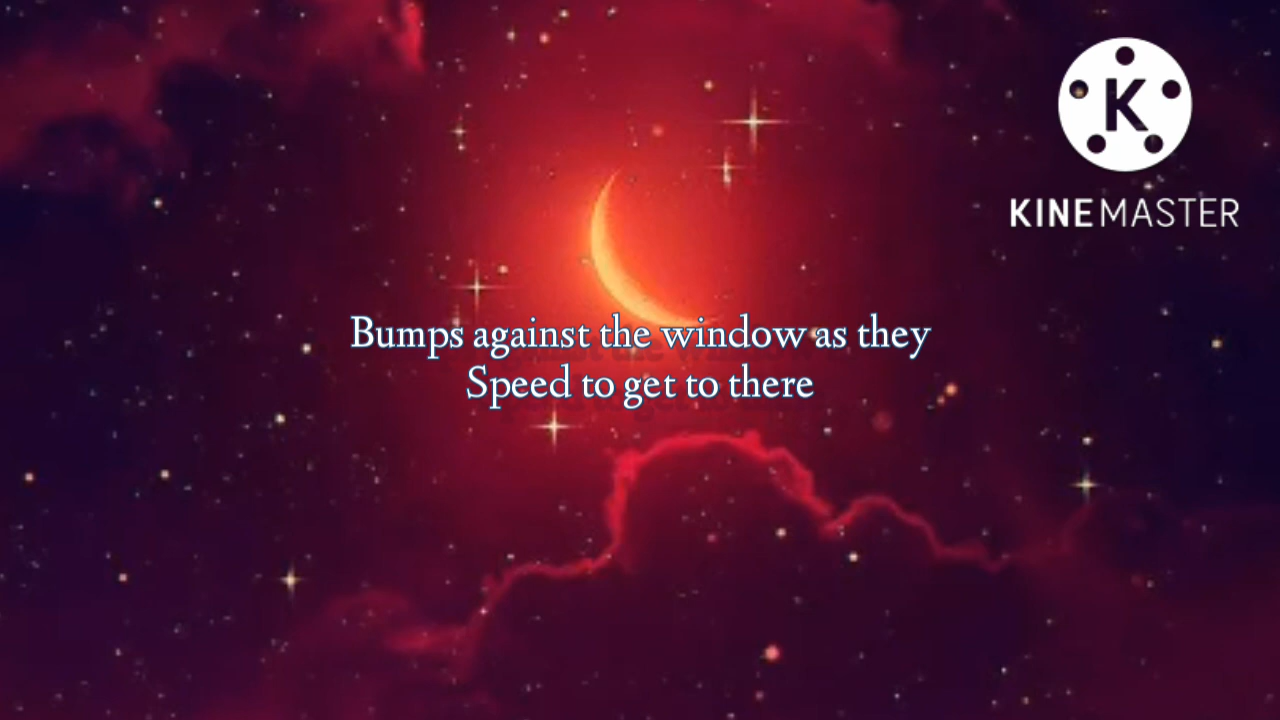 K
KINEMASTER
Bumps against the window as they
Speed to get to there